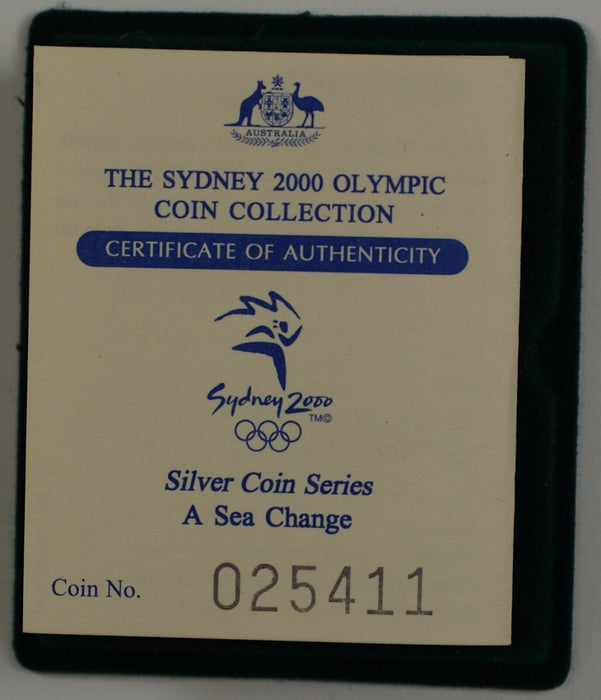 AUSTRALIA
THE SYDNEY 2000 OLYMPIC
COIN COLLECTION
CERTIFICATE OF AUTHENTICITY
Sydney 2000
TM©
Silver Coin Series
A Sea Change
Coin No. 025411